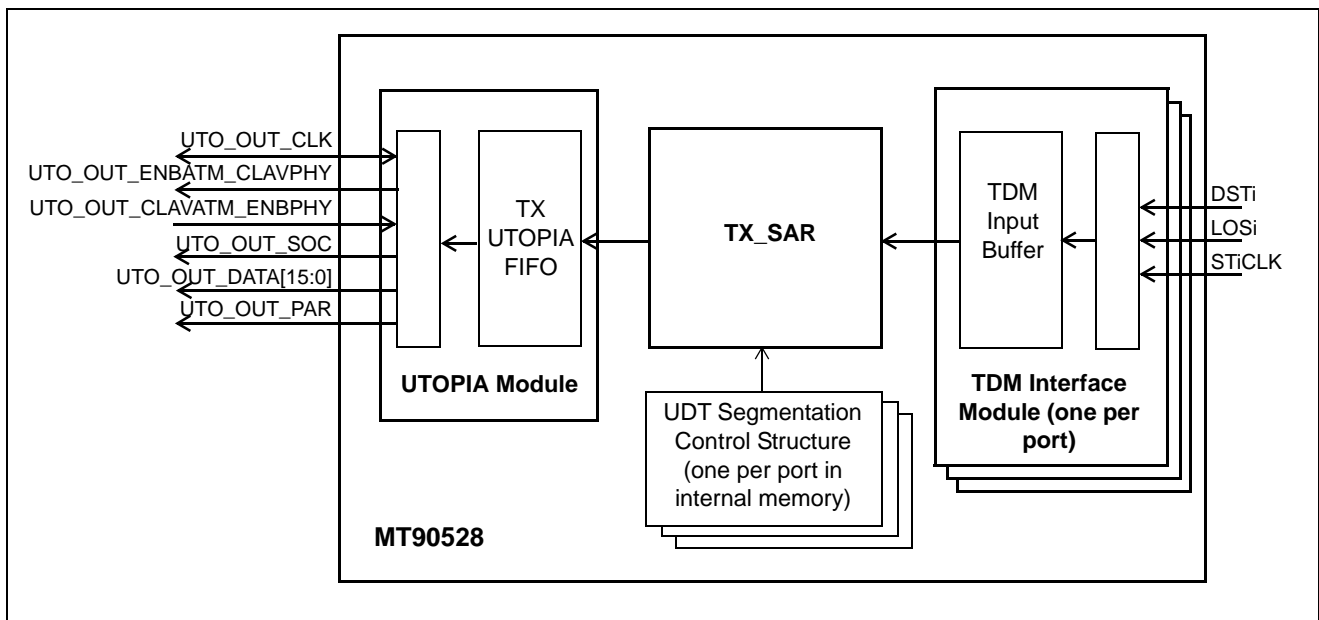 UTO_OUT_CLK
UTO_OUT_ENBATM_CLAVPHY
UTO_OUT_CLAVATM_ENBPHY
UTO_OUT_SOC
UTO_OUT_DATA[15:0]
UTO_OUT_PAR
TX
UTOPIA
FIFO
UTOPIA Module
TX_SAR
UDT Segmentation
Control Structure
(one per port in
internal memory)
TDM
Input
Buffer
TDM Interface
Module (one per
port)
DSTi
LOSi
STiCLK
MT90528